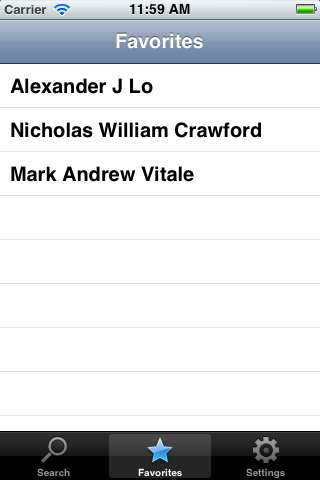 Carrier 11:59 AM
Favorites
Alexander J Lo
Nicholas William Crawford
Mark Andrew Vitale
Search Favorites Settings